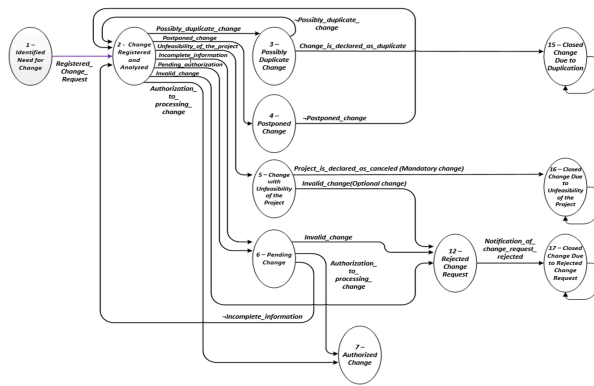 1 –
Identified
Need for
Change
Registered_
Change_
Request
2 - Change
Registered
and
Analyzed
Possibly_duplicate_change
Postponed_change
Unfeasibility_of_the_project
Incomplete_information
Pending_authorization
Invalid_change
Authorization_
to_
processing_
change
¬Possibly_duplicate_
change
3 –
Possibly
Duplicate
Change
Change_is_declared_as_duplicate
15 – Closed
Change
Due to
Duplication
4 –
Postponed
Change
¬Postponed_change
5 – Change
with
Unfeasibility
of the
Project
Project_is_declared_as_canceled (Mandatory change)
Invalid_change(Optional change)
16 – Closed
Change Due
to
Unfeasibility
of the
Project
6 – Pending
Change
Invalid_change
Authorization_
to_
processing_
change
¬Incomplete_information
12 –
Rejected
Change
Request
Notification_of_
change_request_
rejected
17 – Closed
Change Due
to Rejected
Change
Request
7 –
Authorized
Change